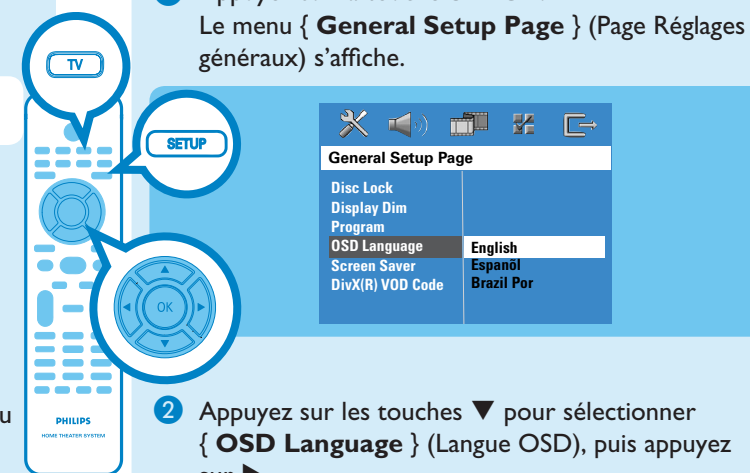 Le menu { General Setup Page } (Page Réglages
généraux) s’affiche.
TV
SETUP
OK
PHILIPS
HOME THEATER SYSTEM
General Setup Page
Disc Lock
Display Dim
Program
OSD Language
Screen Saver
DivX(R) VOD Code
English
Espanõl
Brazil Por
u
2 Appuyez sur les touches ▼ pour sélectionner
{ OSD Language } (Langue OSD), puis appuyez